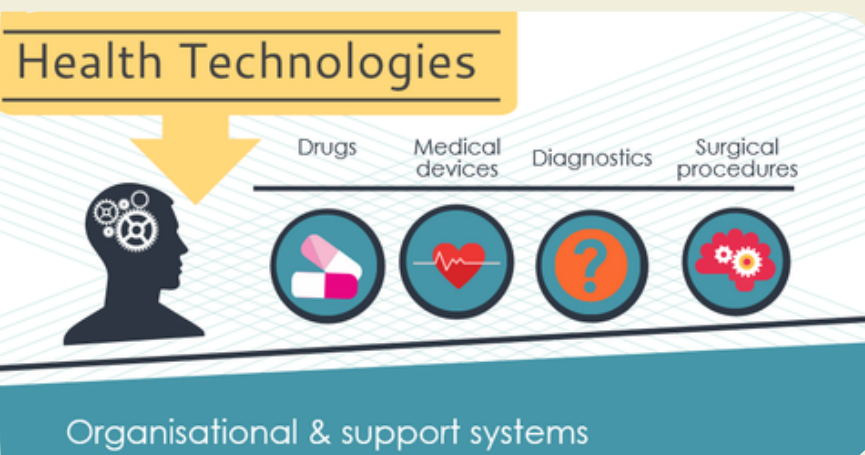 Health Technologies
Drugs
Medical
devices
Diagnostics
Surgical
procedures
?
Organisational & support systems